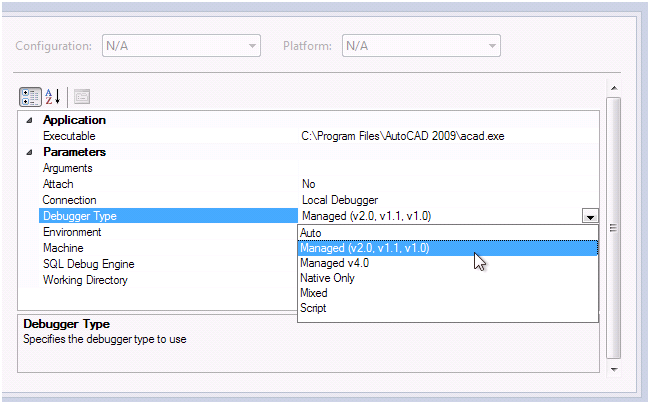 Configuration: N/A Platform: N/A
A
Z
Application
Executable C:\Program Files\AutoCAD 2009\acad.exe
Parameters
Arguments
Attach No
Connection Local Debugger
Debugger Type Managed (v2.0, v1.1, v1.0)
Environment Auto
Machine Managed (v2.0, v1.1, v1.0)
SQL Debug Engine Managed v4.0
Working Directory Native Only
Mixed
Script
Debugger Type
Specifies the debugger type to use